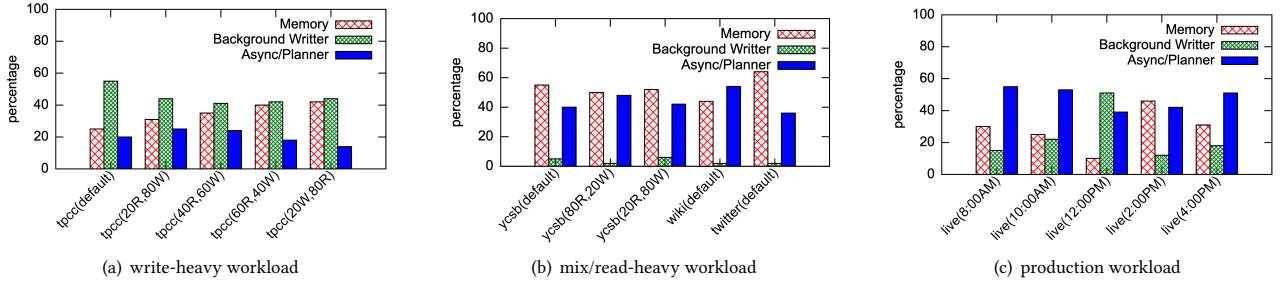 100
80
60
40
20
0
percentage
Memory
Background Writter
Async/Planner
tpcc(default)
tpcc(20R,80W)
tpcc(40R,60W)
tpcc(60R,40W)
tpcc(20W,80R)
(a) write-heavy workload
100
80
60
40
20
0
percentage
Memory
Background Writter
Async/Planner
ycsb(default)
ycsb(80R,20W)
ycsb(20R,80W)
wiki(default)
twitter(default)
(b) mix/read-heavy workload
100
80
60
40
20
0
percentage
Memory
Background Writter
Async/Planner
live(8:00AM)
live(10:00AM)
live(12:00PM)
live(2:00PM)
live(4:00PM)
(c) production workload